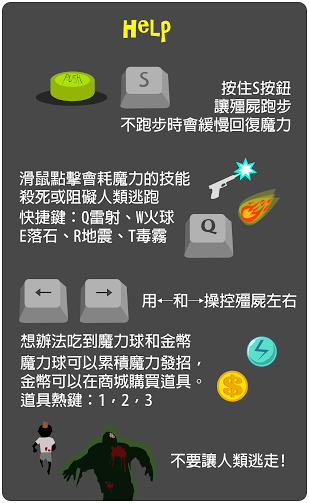 HELP
PUSH
S
按住S按鈕
讓殭屍跑步
不跑步時會緩慢回復魔力
滑鼠點擊會耗魔力的技能
殺死或阻礙人類逃跑
快捷鍵：Q雷射、W火球
E落石、R地震、T毒霧
Q
← →
用←和→操控殭屍左右
想辦法吃到魔力球和金幣
魔力球可以累積魔力發招，
金幣可以在商城購買道具。
道具熱鍵：1，2，3
$
不要讓人類逃走!